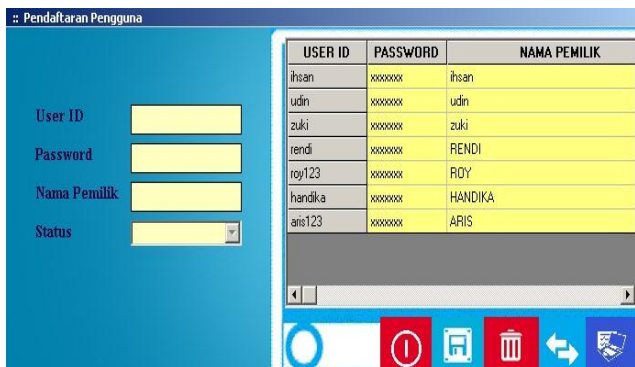 :: Pendaftaran Pengguna
User ID
Password
Nama Pemilik
Status
USER ID PASSWORD NAMA PEMILIK
ihsan xxxxxxx ihsan
udin xxxxxxx udin
zuki xxxxxxx zuki
rendi xxxxxxx RENDI
roy123 xxxxxxx ROY
handika xxxxxxx HANDIKA
aris123 xxxxxxx ARIS